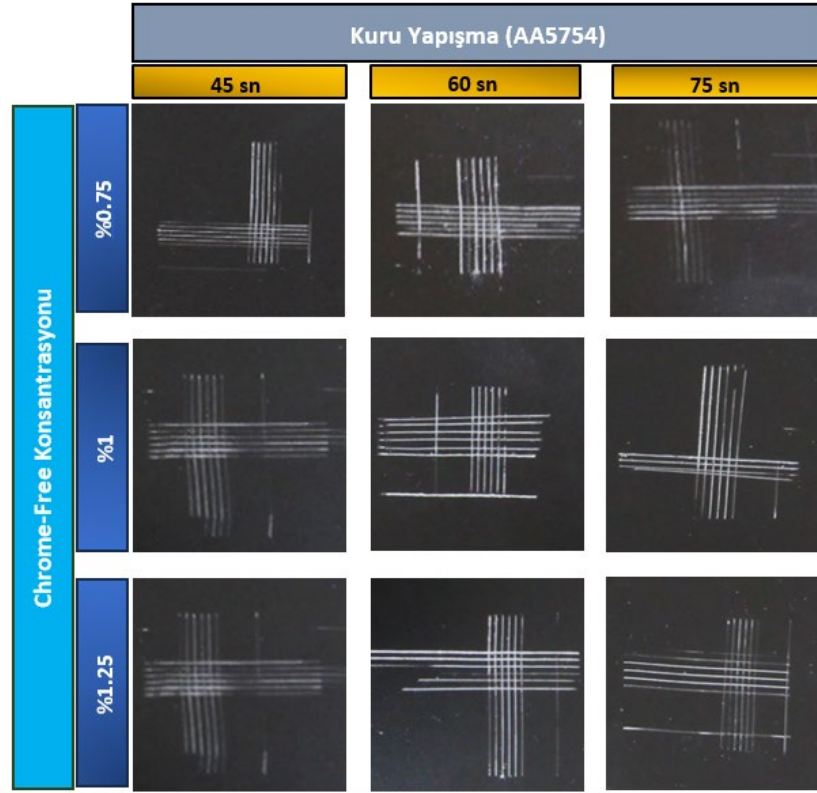 Kuru Yapışma (AA5754)
45 sn
60 sn
75 sn
Chrome-Free Konsantrasyonu
%0.75
%1
%1.25